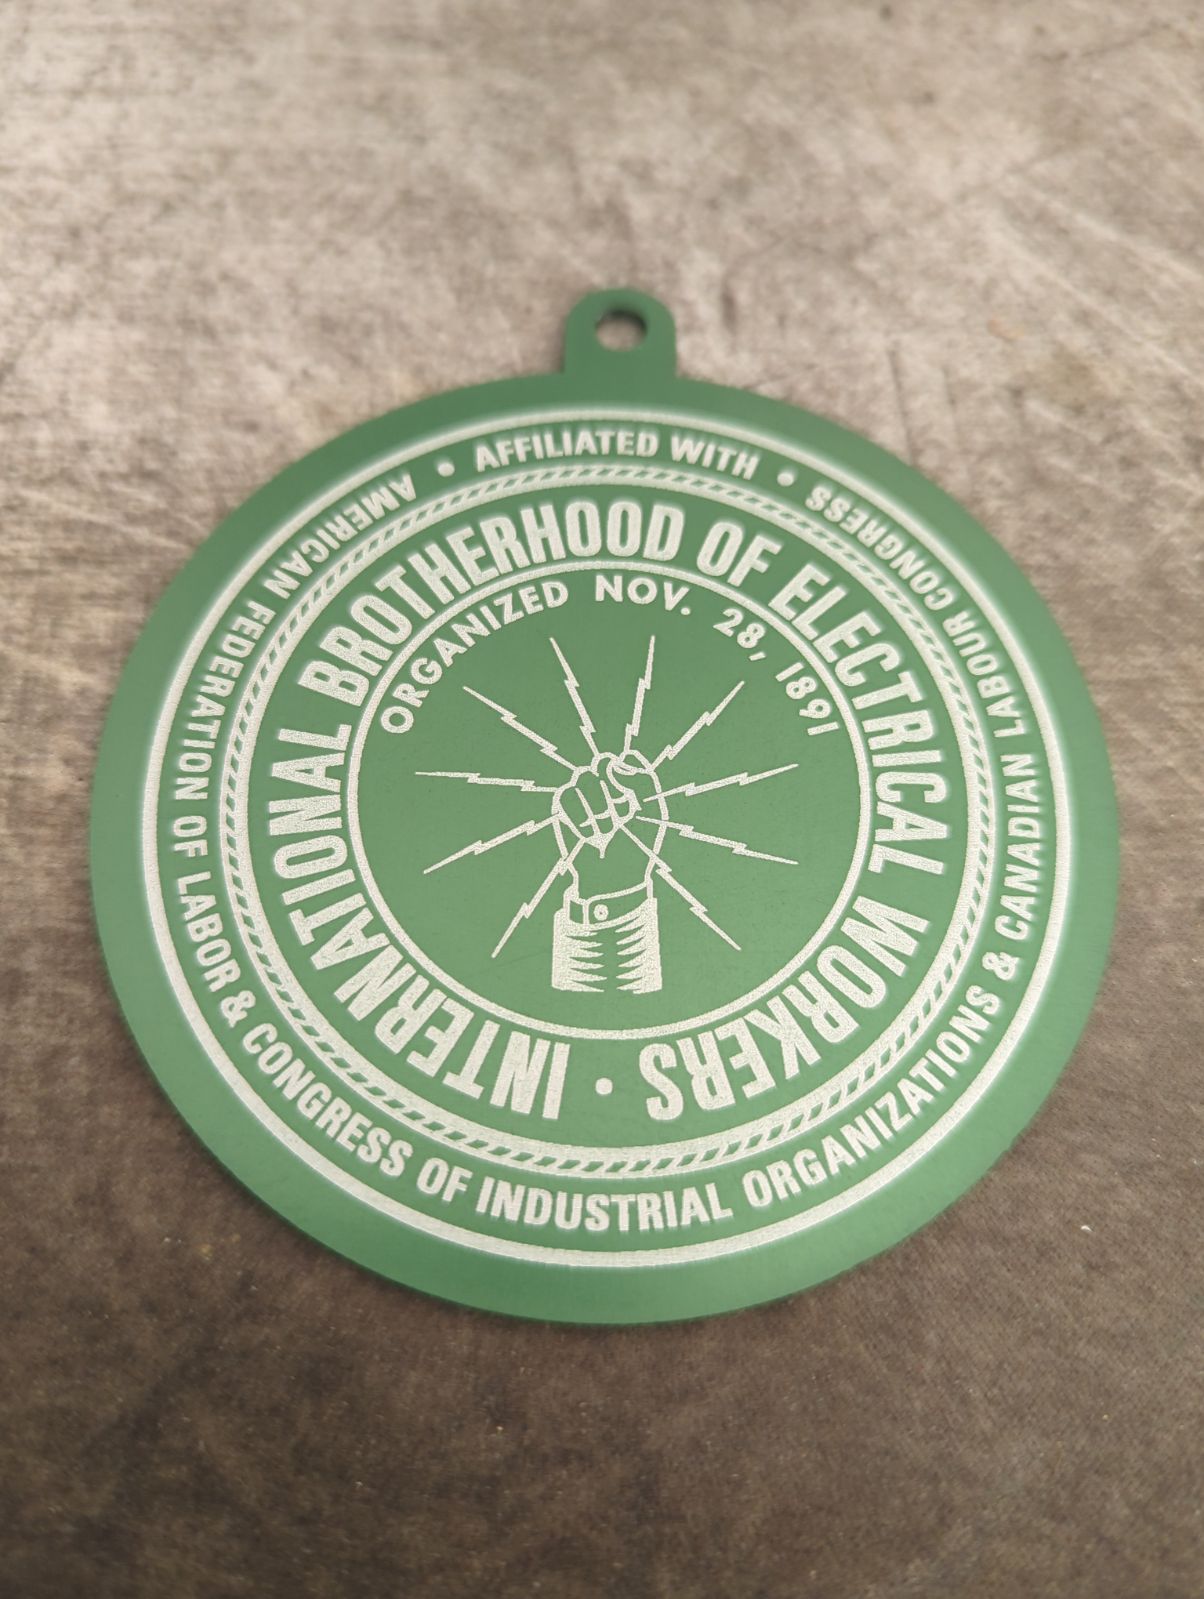 • AFFILIATED WITH •
AMERICAN FEDERATION OF LABOR & CONGRESS OF INDUSTRIAL ORGANIZATIONS & CANADIAN LABOUR CONGRESS
INTERNATIONAL BROTHERHOOD OF ELECTRICAL WORKERS •
ORGANIZED NOV. 28, 1891